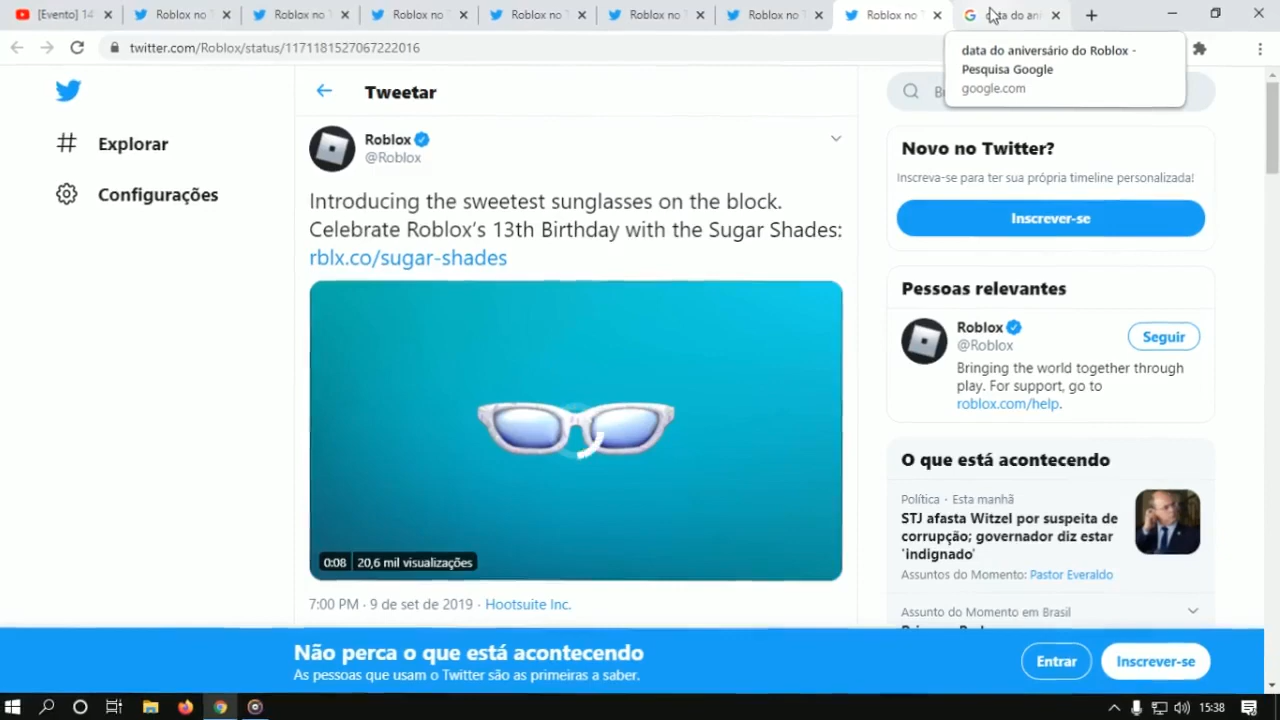 [Evento] 14
Roblox no T
Roblox no T
Roblox no T
Roblox no T
Roblox no T
Roblox no T
Roblox no T
data do ani
twitter.com/Roblox/status/1171181527067222016
data do aniversário do Roblox -
Pesquisa Google
google.com
Explorar
Configurações
Tweetar
Roblox
@Roblox
Introducing the sweetest sunglasses on the block.
Celebrate Roblox's 13th Birthday with the Sugar Shades:
rblx.co/sugar-shades
0:08 20,6 mil visualizações
7:00 PM · 9 de set de 2019 · Hootsuite Inc.
Novo no Twitter?
Inscreva-se para ter sua própria timeline personalizada!
Inscrever-se
Pessoas relevantes
Roblox
@Roblox
Seguir
Bringing the world together through
play. For support, go to
roblox.com/help.
O que está acontecendo
Política · Esta manhã
STJ afasta Witzel por suspeita de
corrupção; governador diz estar
'indignado'
Assuntos do Momento: Pastor Everaldo
Assunto do Momento em Brasil
Não perca o que está acontecendo
As pessoas que usam o Twitter são as primeiras a saber.
Entrar
Inscrever-se
15:38